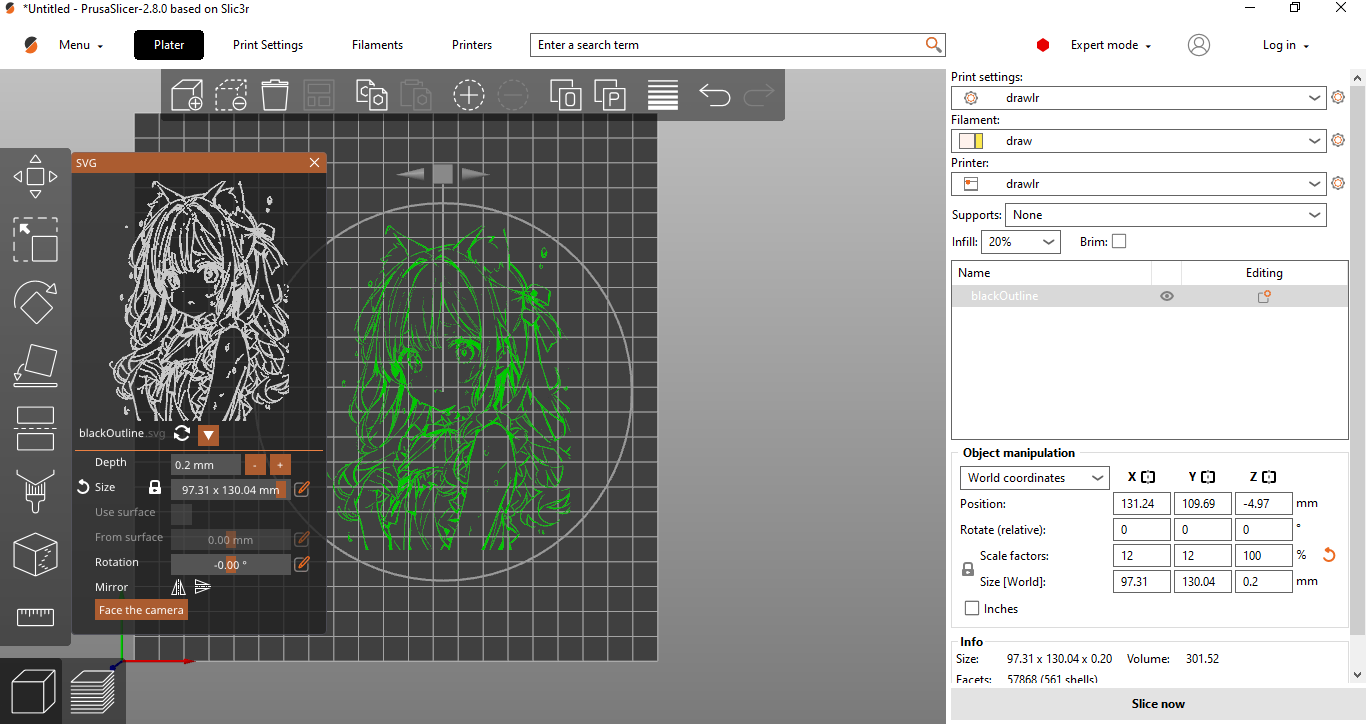 *Untitled - PrusaSlicer-2.8.0 based on Slic3r
Menu
Plater
Print Settings
Filaments
Printers
Enter a search term
Expert mode
Log in
Print settings:
drawlr
Filament:
draw
Printer:
drawlr
Supports:
None
Infill:
20%
Brim:
Name
Editing
blackOutline
SVG
blackOutline.svg
Depth
0.2 mm
-
+
Size
97.31 x 130.04 mm
Use surface
From surface
0.00 mm
Rotation
-0.00 °
Mirror
Face the camera
Object manipulation
World coordinates
X
Y
Z
Position:
131.24
109.69
-4.97
mm
Rotate (relative):
0
0
0
°
Scale factors:
12
12
100
%
Size [World]:
97.31
130.04
0.2
mm
Inches
Info
Size:
97.31 x 130.04 x 0.20
Volume:
301.52
Facets:
57868 (561 shells)
Slice now